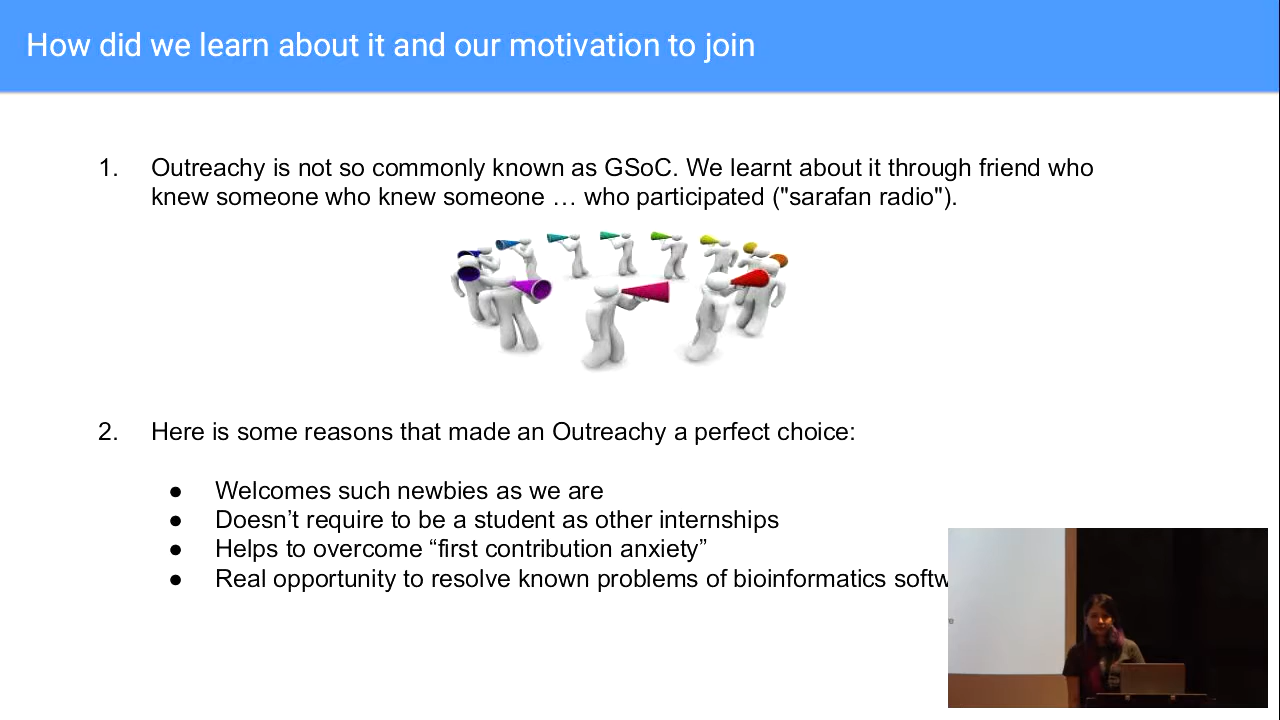 How did we learn about it and our motivation to join
1. Outreachy is not so commonly known as GSoC. We learnt about it through friend who
knew someone who knew someone … who participated ("sarafan radio").
2. Here is some reasons that made an Outreachy a perfect choice:
● Welcomes such newbies as we are
● Doesn’t require to be a student as other internships
● Helps to overcome “first contribution anxiety”
● Real opportunity to resolve known problems of bioinformatics softw